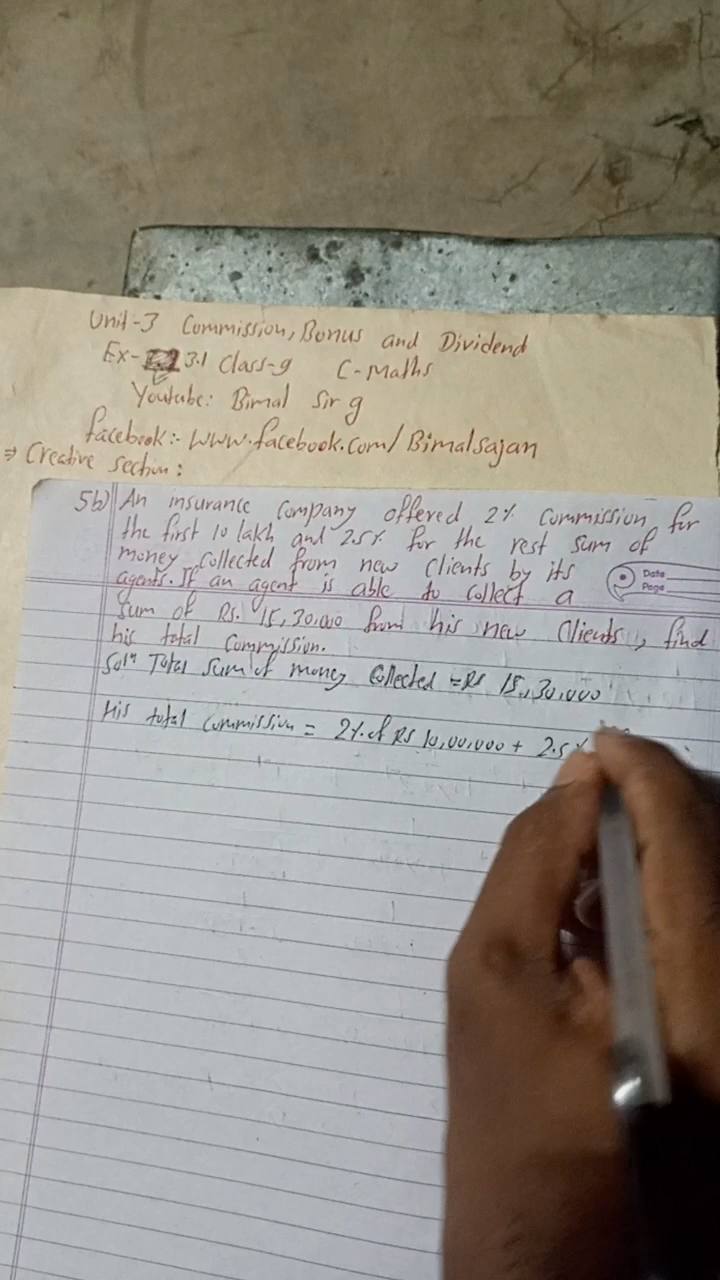 Unit-3 Commission, Bonus and Dividend
Ex- 3.1 Class-9 C-Maths
Youtube: Bimal Sir g
facebook:- www.facebook.com/Bimalsajan
⇒ Creative section:
5b) An insurance company offered 2% commission for
the first 10 lakh and 2.5% for the rest sum of
money collected from new clients by its
agents. If an agent is able to collect a
Date
Page
sum of Rs. 15,30,000 from his new clients, find
his total commission.
Solⁿ Total sum of money collected = Rs 15,30,000
His total commission = 2% of Rs 10,00,000 + 2.5%